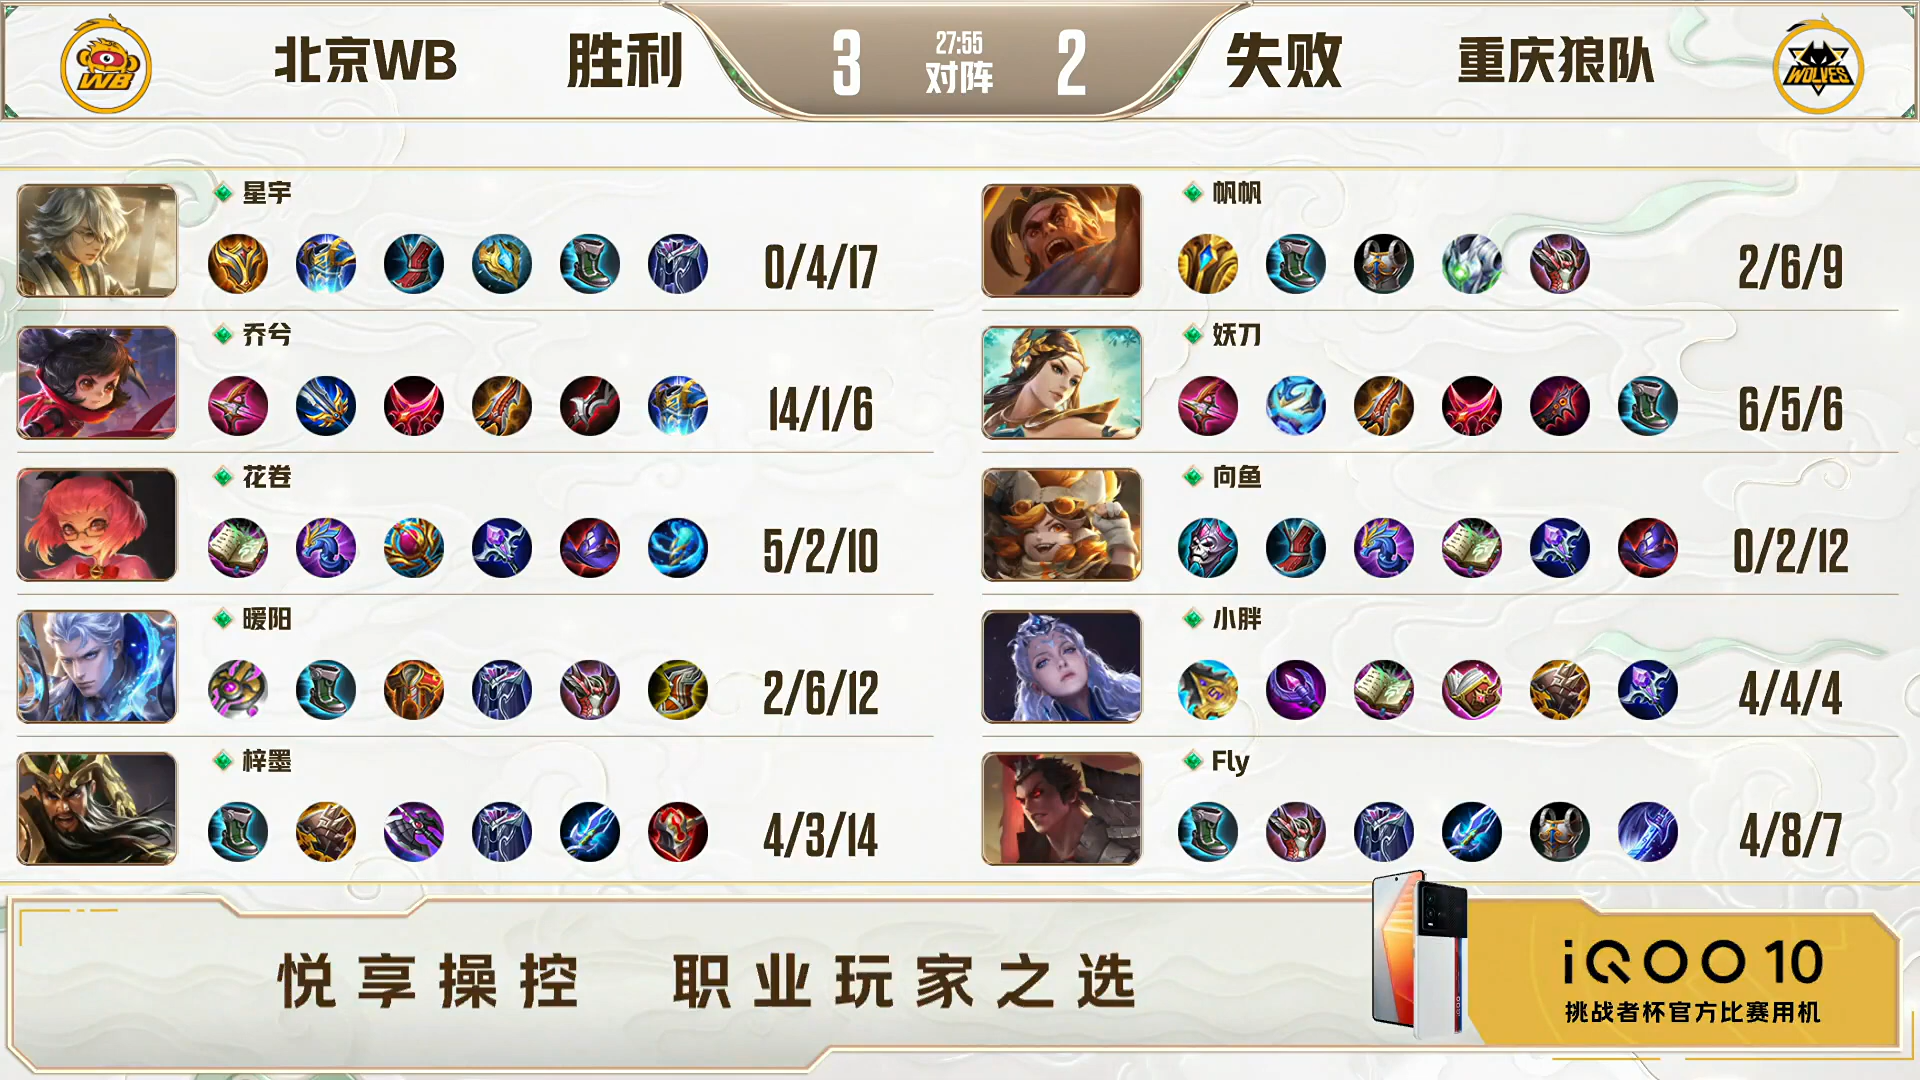 北京WB 胜利 3 27:55 2 失败 重庆狼队
对阵
WB
WOLVES
星宇
0/4/17
帆帆
2/6/9
乔兮
14/1/6
妖刀
6/5/6
花卷
5/2/10
向鱼
0/2/12
暖阳
2/6/12
小胖
4/4/4
梓墨
4/3/14
Fly
4/8/7
悦享操控 职业玩家之选
iQOO 10
挑战者杯官方比赛用机